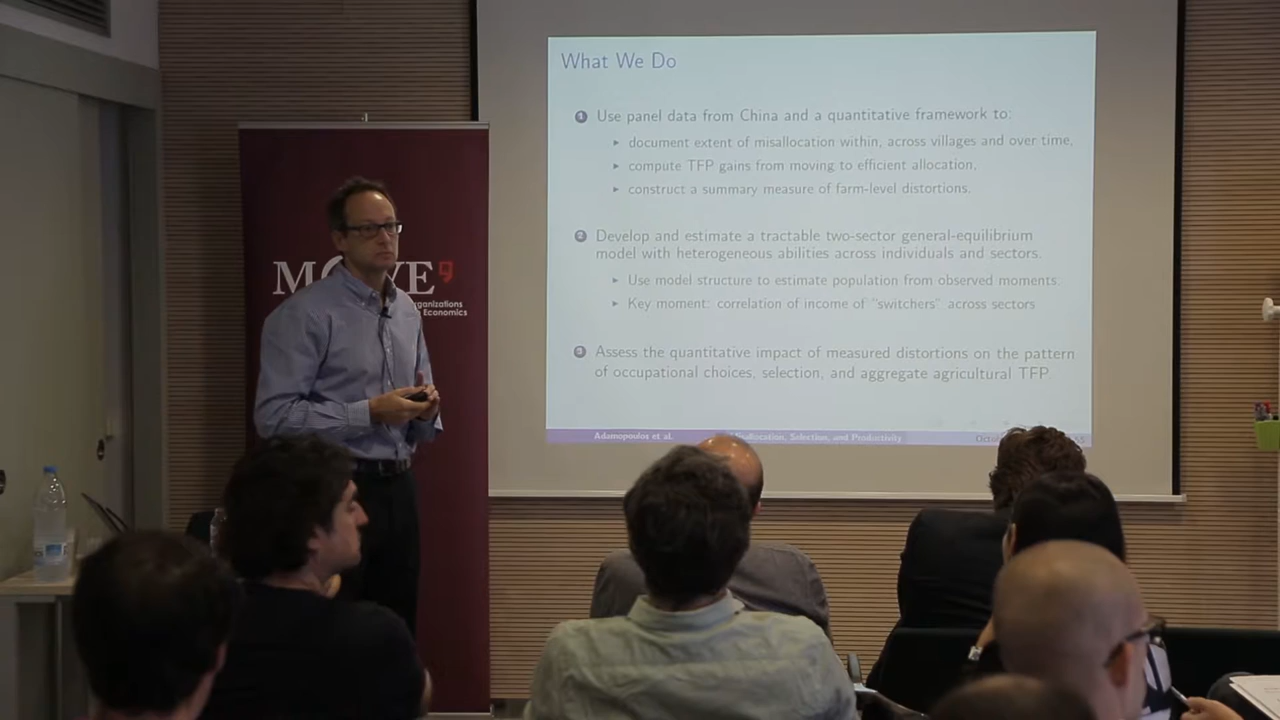 What We Do
1 Use panel data from China and a quantitative framework to:
document extent of misallocation within, across villages and over time,
compute TFP gains from moving to efficient allocation,
construct a summary measure of farm-level distortions.
2 Develop and estimate a tractable two-sector general-equilibrium
model with heterogeneous abilities across individuals and sectors.
Use model structure to estimate population from observed moments.
Key moment: correlation of income of "switchers" across sectors
3 Assess the quantitative impact of measured distortions on the pattern
of occupational choices, selection, and aggregate agricultural TFP.
Adamopoulos et al. Selection, and Productivity
Economics